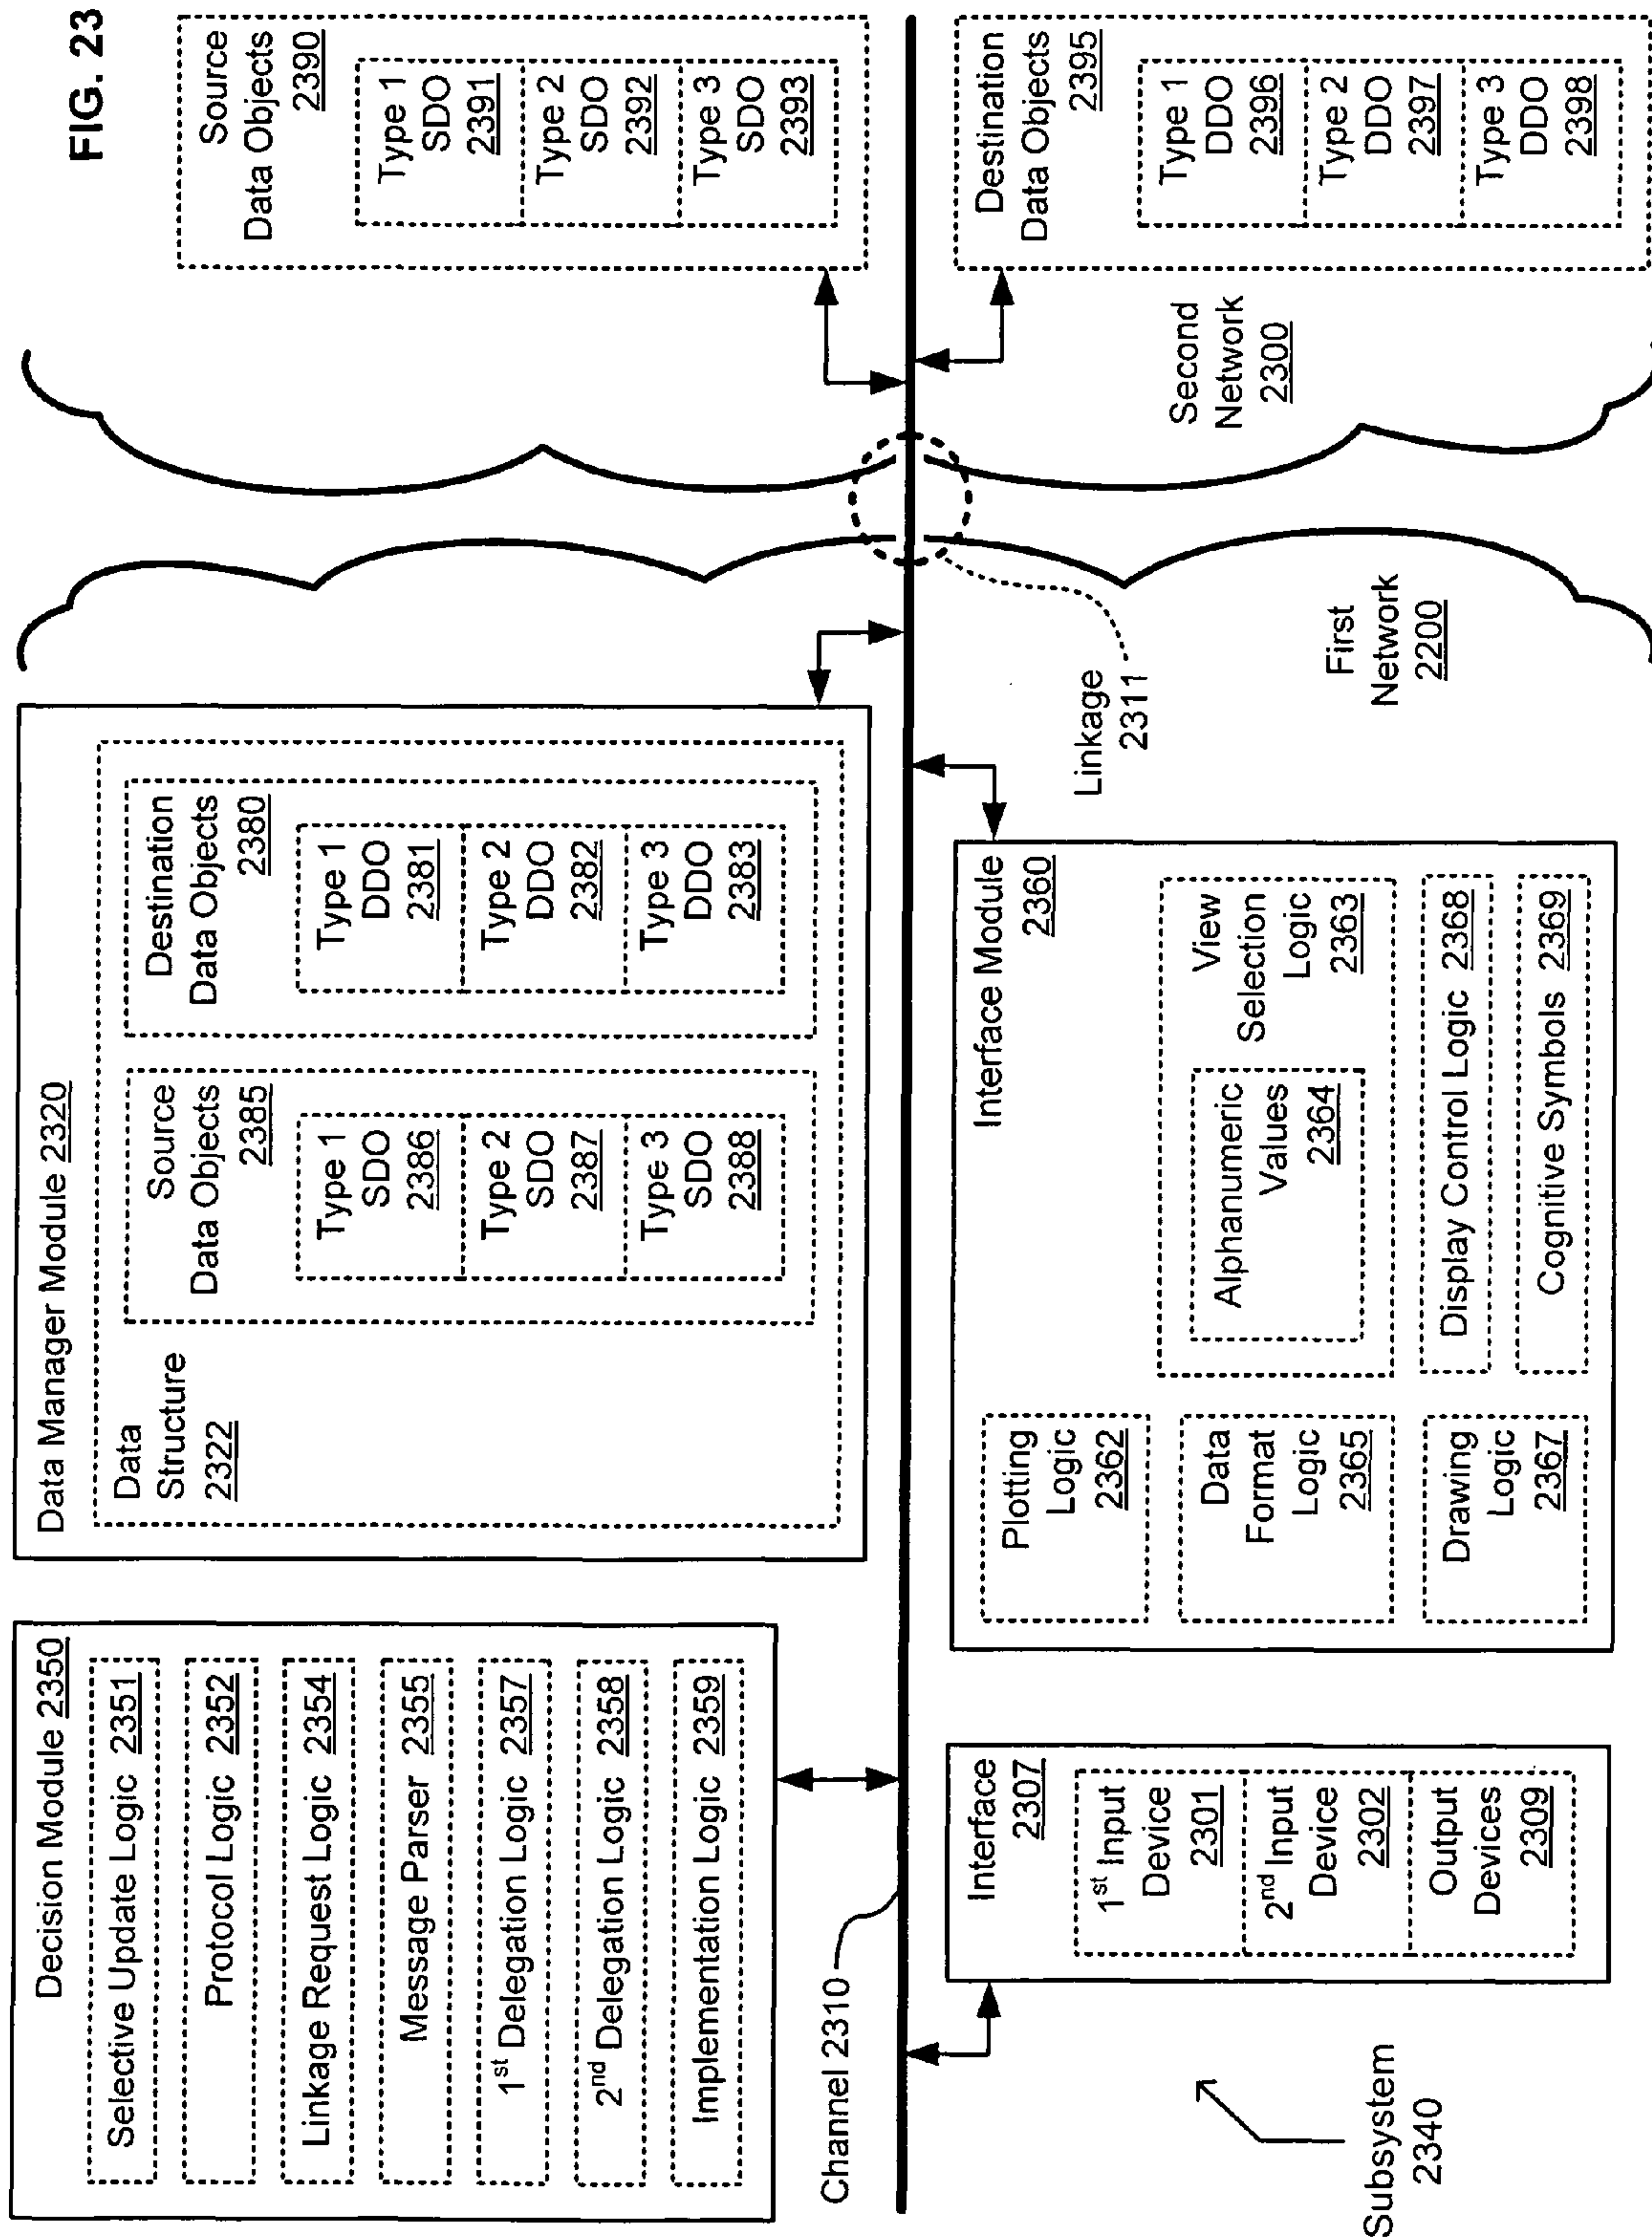 FIG. 23
Decision Module 2350
Selective Update Logic 2351
Protocol Logic 2352
Linkage Request Logic 2354
Message Parser 2355
1st Delegation Logic 2357
2nd Delegation Logic 2358
Implementation Logic 2359
Data Manager Module 2320
Data
Structure
2322
Source
Data Objects
2385
Type 1
SDO
2386
Type 2
SDO
2387
Type 3
SDO
2388
Destination
Data Objects
2380
Type 1
DDO
2381
Type 2
DDO
2382
Type 3
DDO
2383
Source
Data Objects
2390
Type 1
SDO
2391
Type 2
SDO
2392
Type 3
SDO
2393
Channel 2310
Interface
2307
1st Input
Device
2301
2nd Input
Device
2302
Output
Devices
2309
Subsystem
2340
Interface Module
2360
Plotting
Logic
2362
Data
Format
Logic
2365
Drawing
Logic
2367
View
Selection
Logic
2363
Alphanumeric
Values
2364
Display Control Logic 2368
Cognitive Symbols 2369
Linkage
2311
First
Network
2200
Second
Network
2300
Destination
Data Objects
2395
Type 1
DDO
2396
Type 2
DDO
2397
Type 3
DDO
2398